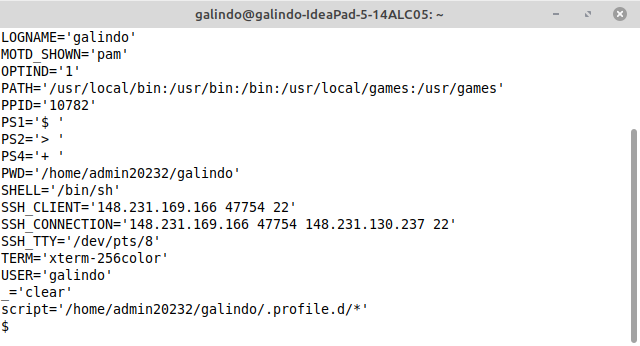 galindo@galindo-IdeaPad-5-14ALC05: ~
LOGNAME='galindo'
MOTD_SHOWN='pam'
OPTIND='1'
PATH='/usr/local/bin:/usr/bin:/bin:/usr/local/games:/usr/games'
PPID='10782'
PS1='$ '
PS2='> '
PS4='+ '
PWD='/home/admin20232/galindo'
SHELL='/bin/sh'
SSH_CLIENT='148.231.169.166 47754 22'
SSH_CONNECTION='148.231.169.166 47754 148.231.130.237 22'
SSH_TTY='/dev/pts/8'
TERM='xterm-256color'
USER='galindo'
_='clear'
script='/home/admin20232/galindo/.profile.d/*'
$